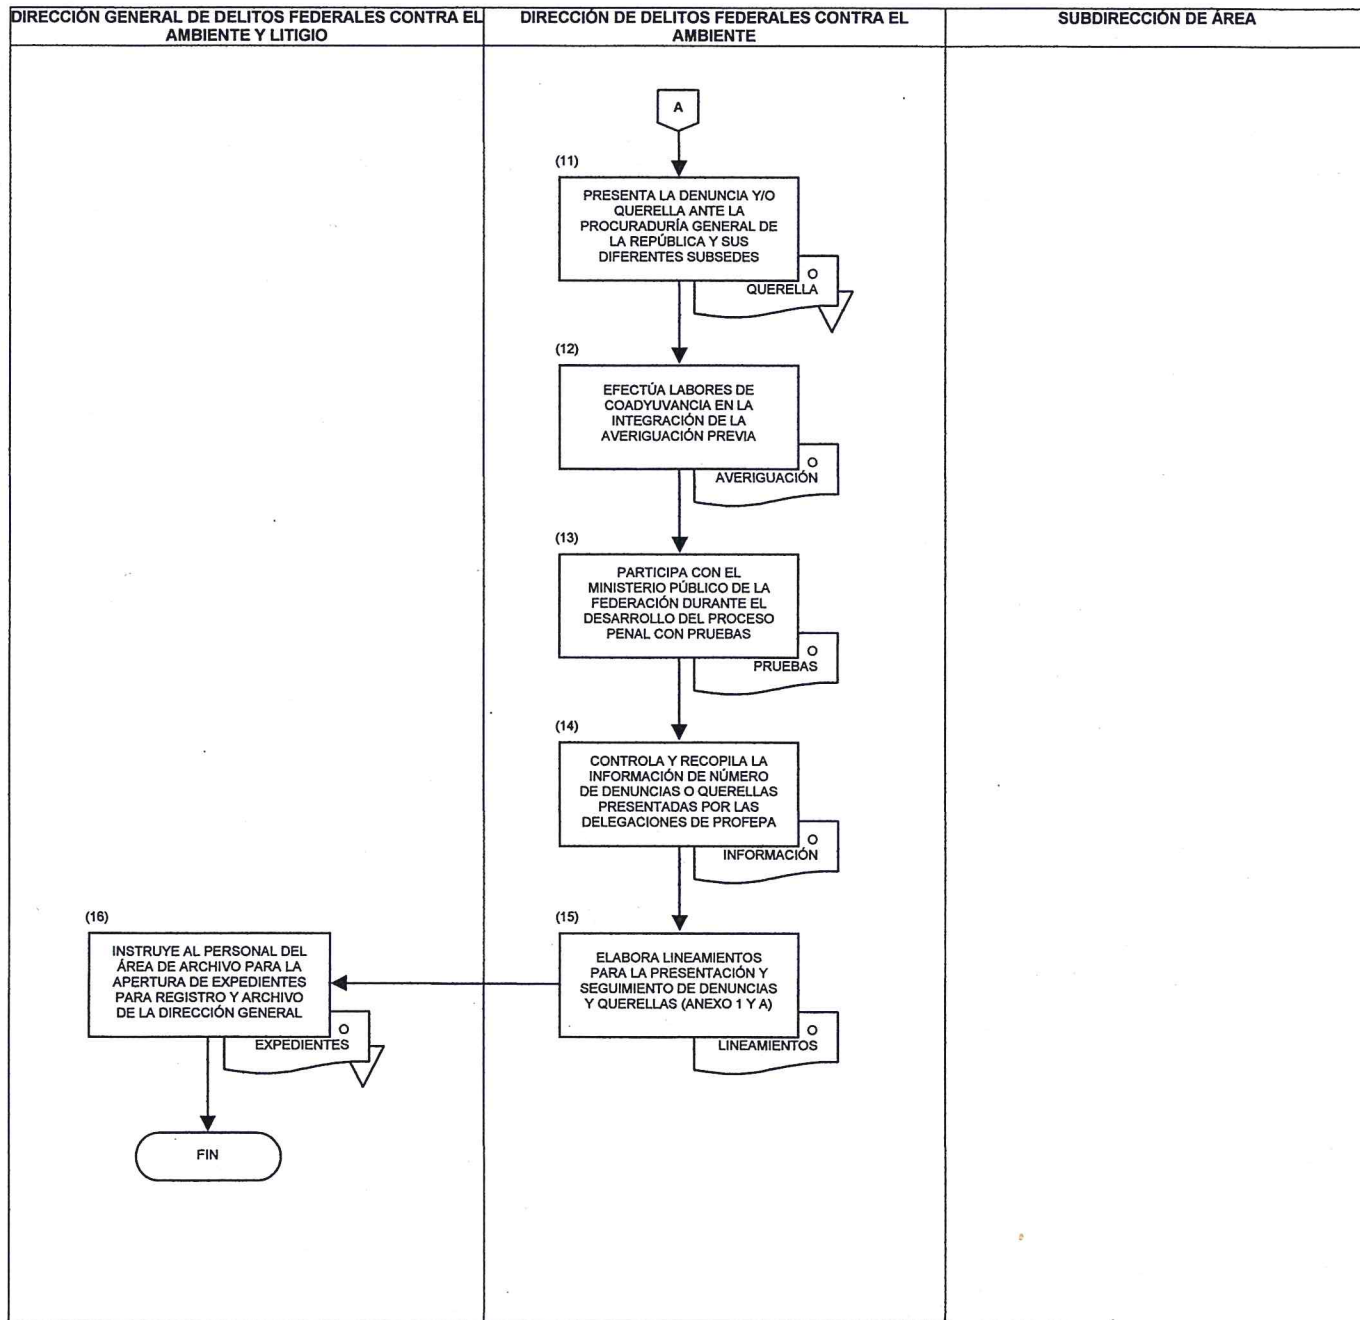 DIRECCIÓN GENERAL DE DELITOS FEDERALES CONTRA EL
AMBIENTE Y LITIGIO
DIRECCIÓN DE DELITOS FEDERALES CONTRA EL
AMBIENTE
SUBDIRECCIÓN DE ÁREA
A
(11)
PRESENTA LA DENUNCIA Y/O
QUERELLA ANTE LA
PROCURADURÍA GENERAL DE
LA REPÚBLICA Y SUS
DIFERENTES SUBSEDES
O
QUERELLA
(12)
EFECTÚA LABORES DE
COADYUVANCIA EN LA
INTEGRACIÓN DE LA
AVERIGUACIÓN PREVIA
O
AVERIGUACIÓN
(13)
PARTICIPA CON EL
MINISTERIO PÚBLICO DE LA
FEDERACIÓN DURANTE EL
DESARROLLO DEL PROCESO
PENAL CON PRUEBAS
O
PRUEBAS
(14)
CONTROLA Y RECOPILA LA
INFORMACIÓN DE NÚMERO
DE DENUNCIAS O QUERELLAS
PRESENTADAS POR LAS
DELEGACIONES DE PROFEPA
O
INFORMACIÓN
(15)
ELABORA LINEAMIENTOS
PARA LA PRESENTACIÓN Y
SEGUIMIENTO DE DENUNCIAS
Y QUERELLAS (ANEXO 1 Y A)
O
LINEAMIENTOS
(16)
INSTRUYE AL PERSONAL DEL
ÁREA DE ARCHIVO PARA LA
APERTURA DE EXPEDIENTES
PARA REGISTRO Y ARCHIVO
DE LA DIRECCIÓN GENERAL
O
EXPEDIENTES
FIN